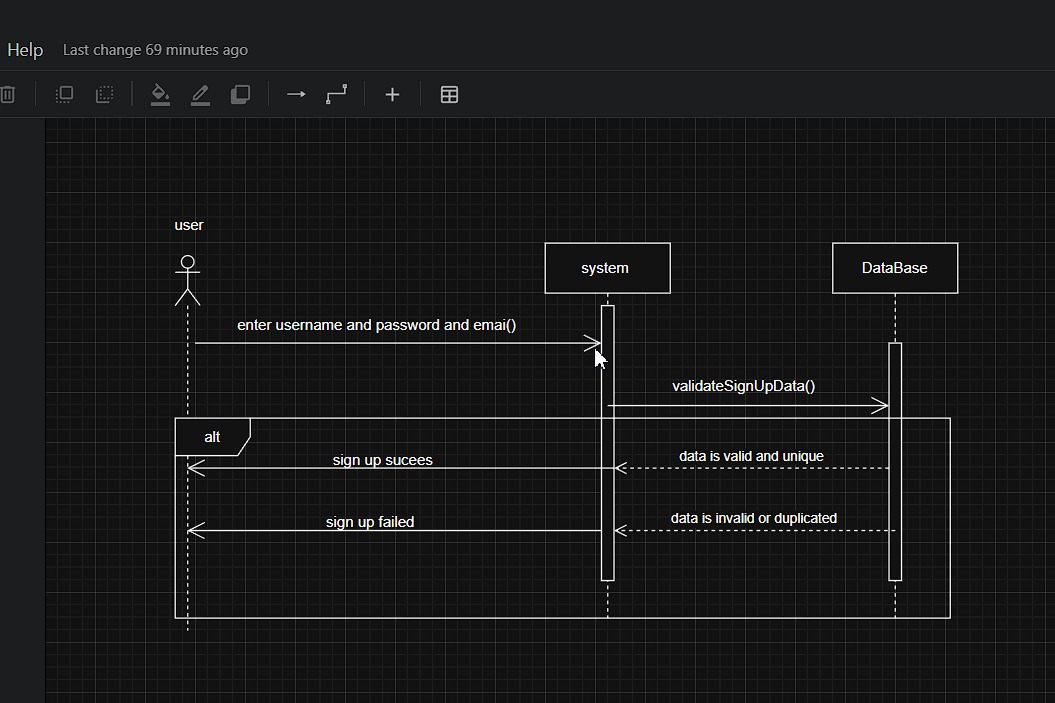 Help Last change 69 minutes ago
user
system
DataBase
enter username and password and emai()
validateSignUpData()
alt
sign up sucees
data is valid and unique
sign up failed
data is invalid or duplicated